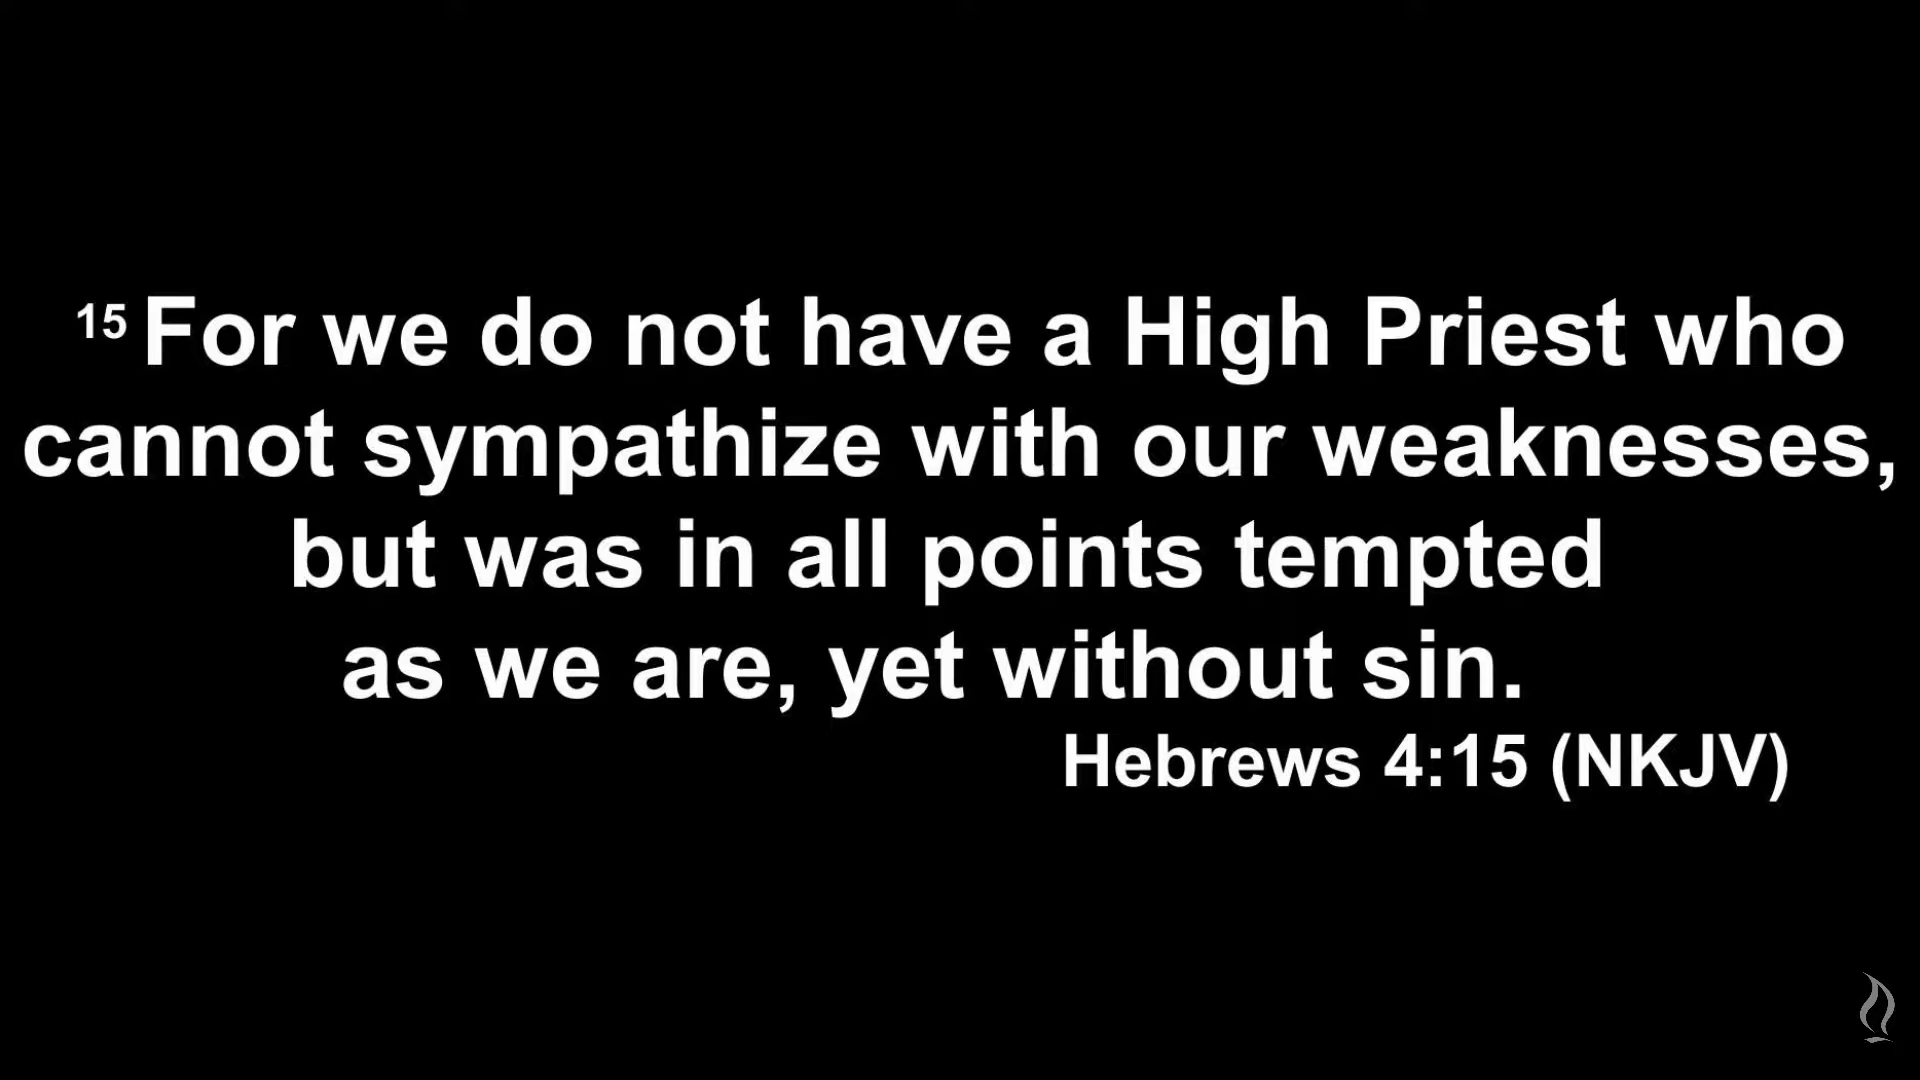 15 For we do not have a High Priest who
cannot sympathize with our weaknesses,
but was in all points tempted
as we are, yet without sin.
Hebrews 4:15 (NKJV)